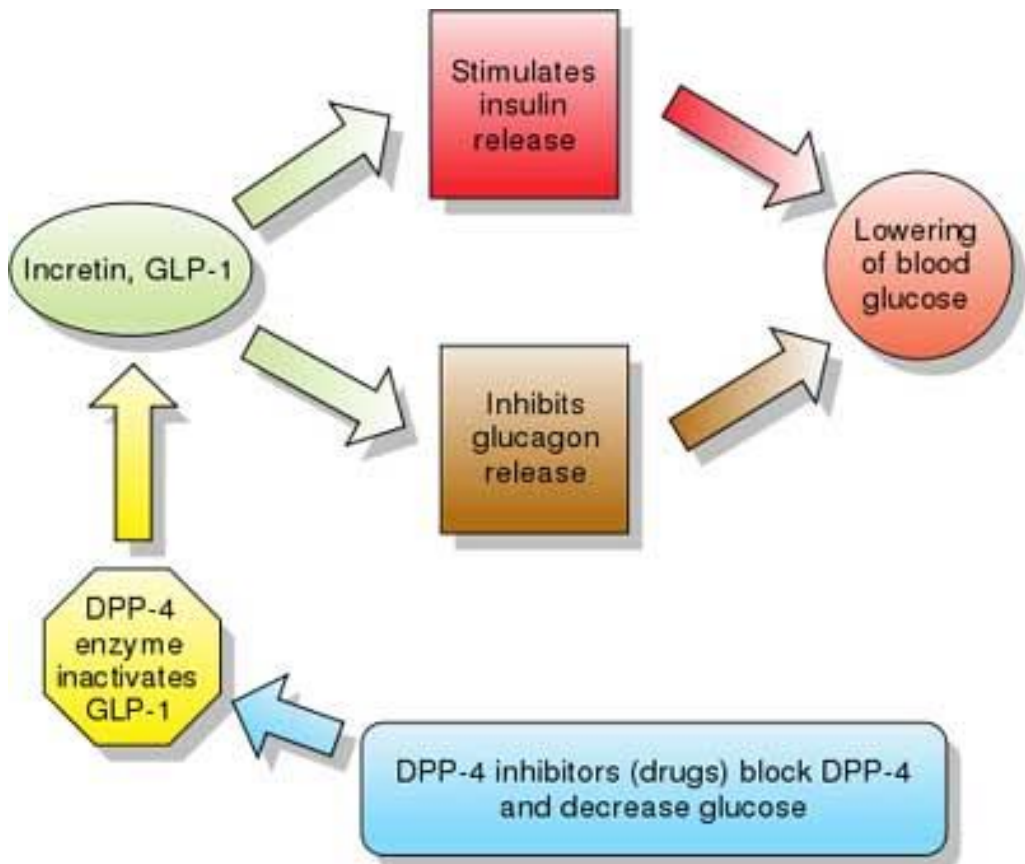 Stimulates
insulin
release
Incretin, GLP-1
Lowering
of blood
glucose
Inhibits
glucagon
release
DPP-4
enzyme
inactivates
GLP-1
DPP-4 inhibitors (drugs) block DPP-4
and decrease glucose